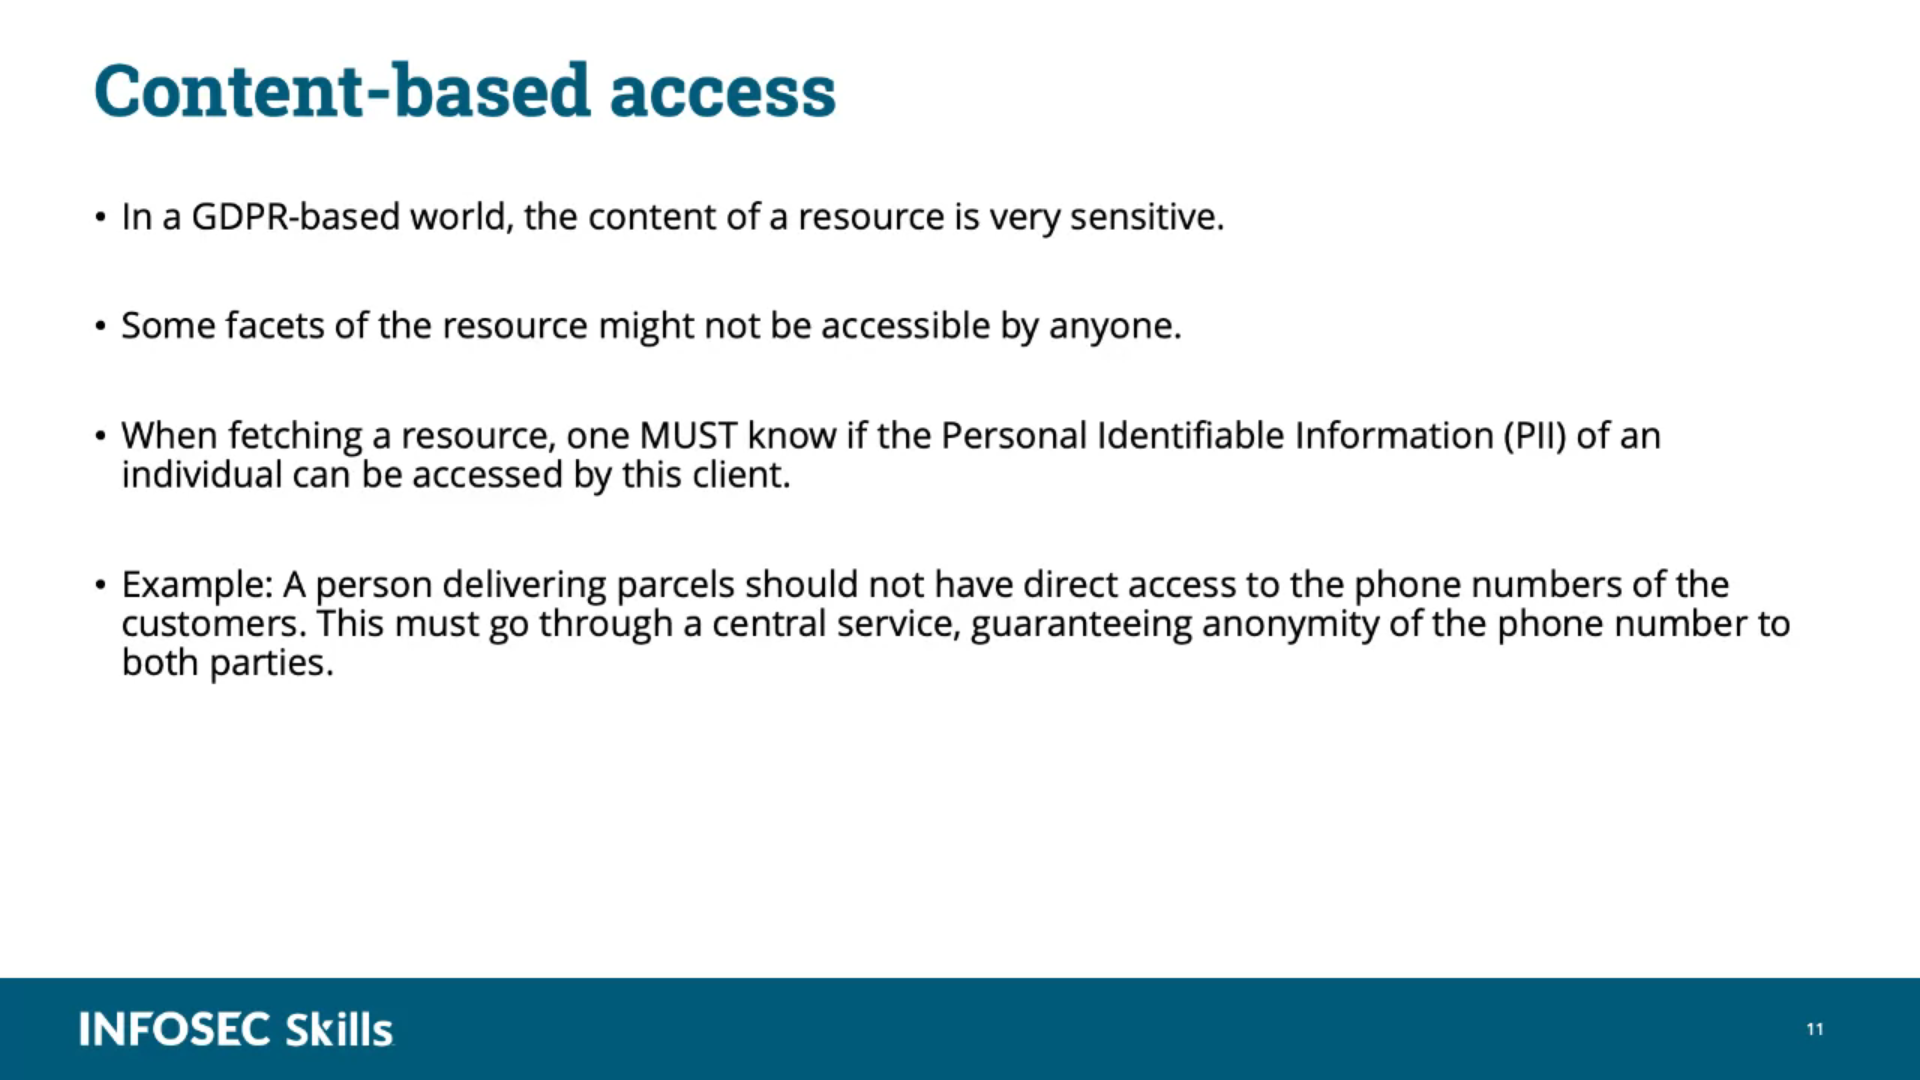 Content-based access
• In a GDPR-based world, the content of a resource is very sensitive.
• Some facets of the resource might not be accessible by anyone.
• When fetching a resource, one MUST know if the Personal Identifiable Information (PII) of an
individual can be accessed by this client.
• Example: A person delivering parcels should not have direct access to the phone numbers of the
customers. This must go through a central service, guaranteeing anonymity of the phone number to
both parties.
INFOSEC Skills
11